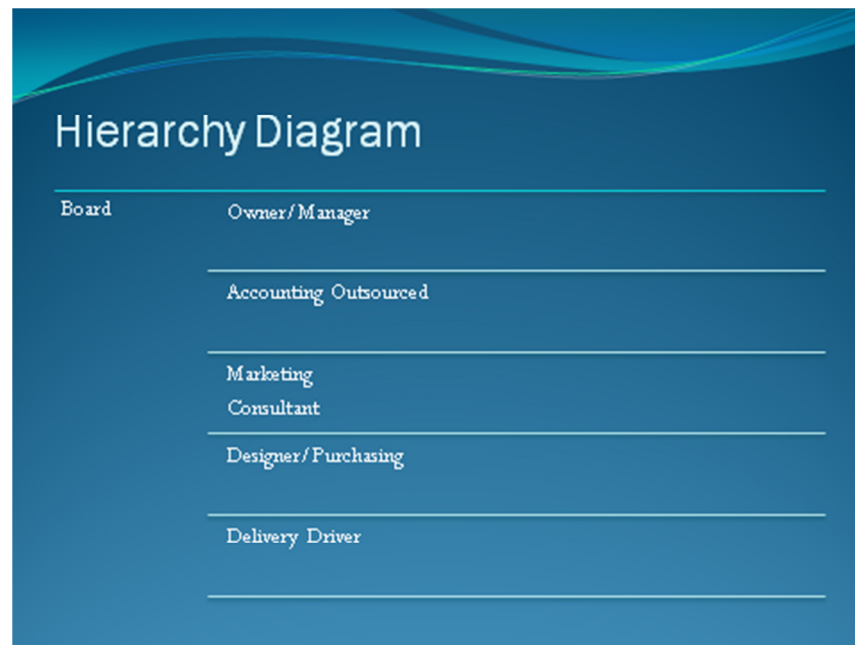 Hierarchy Diagram
Board
Owner/Manager
Accounting Outsourced
Marketing
Consultant
Designer/Purchasing
Delivery Driver